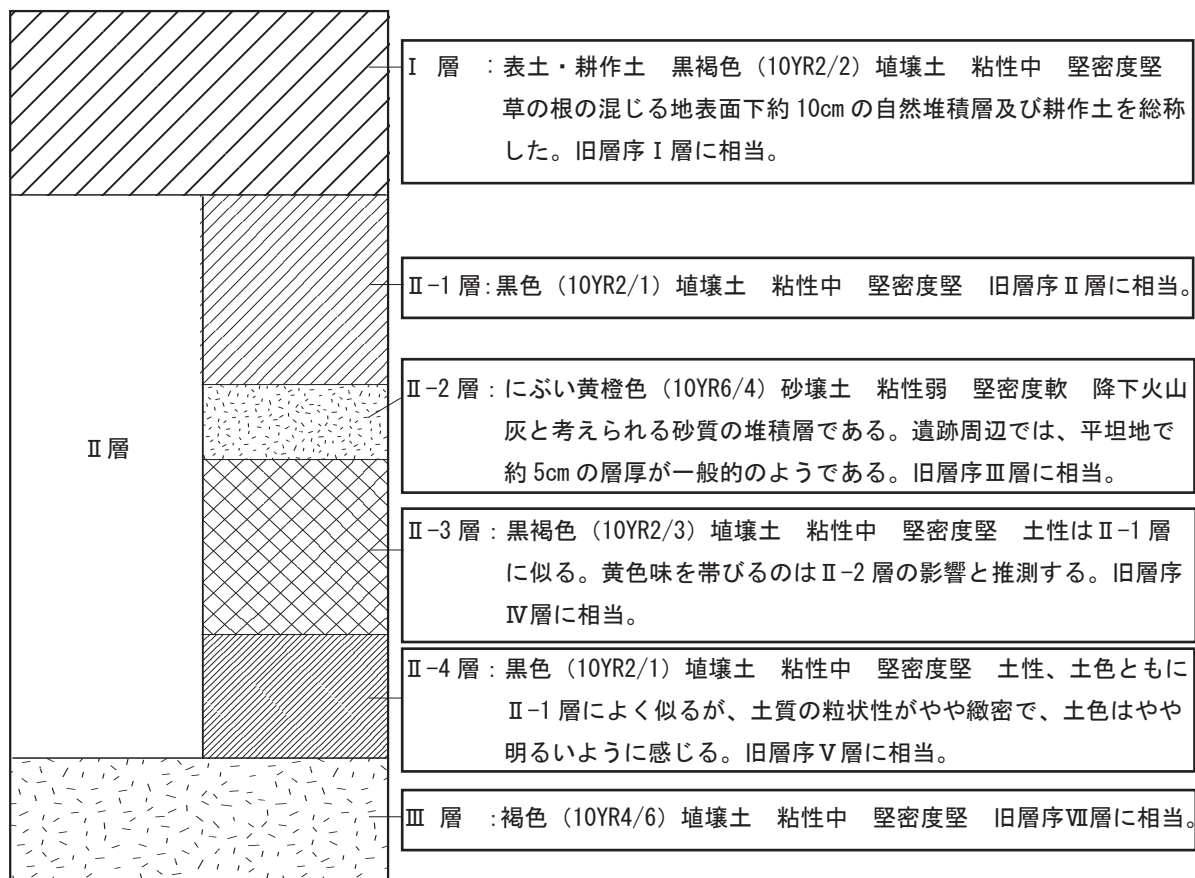 Ⅰ 層 ：表土・耕作土 黒褐色（10YR2/2）埴壌土 粘性中 堅密度堅
草の根の混じる地表面下約 10㎝ の自然堆積層及び耕作土を総称
した。旧層序Ⅰ層に相当。
Ⅱ-1 層：黒色（10YR2/1）埴壌土 粘性中 堅密度堅 旧層序Ⅱ層に相当。
Ⅱ-2 層：にぶい黄橙色（10YR6/4）砂壌土 粘性弱 堅密度軟 降下火山
灰と考えられる砂質の堆積層である。遺跡周辺では、平坦地で
約 5㎝ の層厚が一般的のようである。旧層序Ⅲ層に相当。
Ⅱ層
Ⅱ-3 層：黒褐色（10YR2/3）埴壌土 粘性中 堅密度堅 土性はⅡ-1 層
に似る。黄色味を帯びるのはⅡ-2 層の影響と推測する。旧層序
Ⅳ層に相当。
Ⅱ-4 層：黒色（10YR2/1）埴壌土 粘性中 堅密度堅 土性、土色ともに
Ⅱ-1 層によく似るが、土質の粒状性がやや緻密で、土色はやや
明るいように感じる。旧層序Ⅴ層に相当。
Ⅲ 層 ：褐色（10YR4/6）埴壌土 粘性中 堅密度堅 旧層序Ⅶ層に相当。